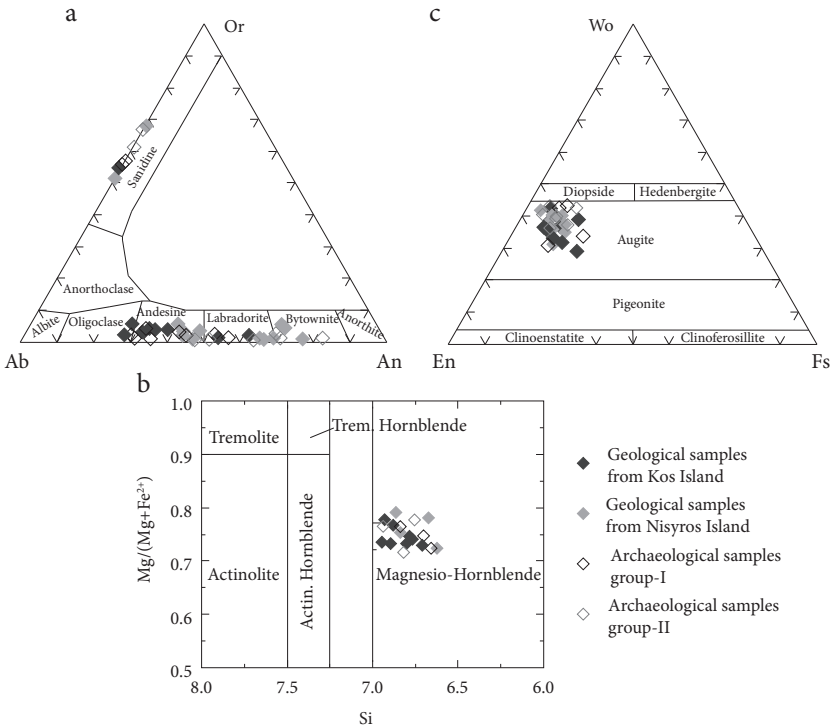 a
Or
Sanidine
Anorthoclase
Albite
Oligoclase
Andesine
Labradorite
Bytownite
Anorthite
Ab
An
c
Wo
Diopside
Hedenbergite
Augite
Pigeonite
Clinoenstatite
Clinoferosillite
En
Fs
b
Mg/(Mg+Fe²⁺)
1.0
0.9
0.8
0.7
0.6
0.5
Tremolite
Trem. Hornblende
Actinolite
Actin. Hornblende
Magnesio-Hornblende
8.0
7.5
7.0
6.5
6.0
Si
Geological samples
from Kos Island
Geological samples
from Nisyros Island
Archaeological samples
group-I
Archaeological samples
group-II